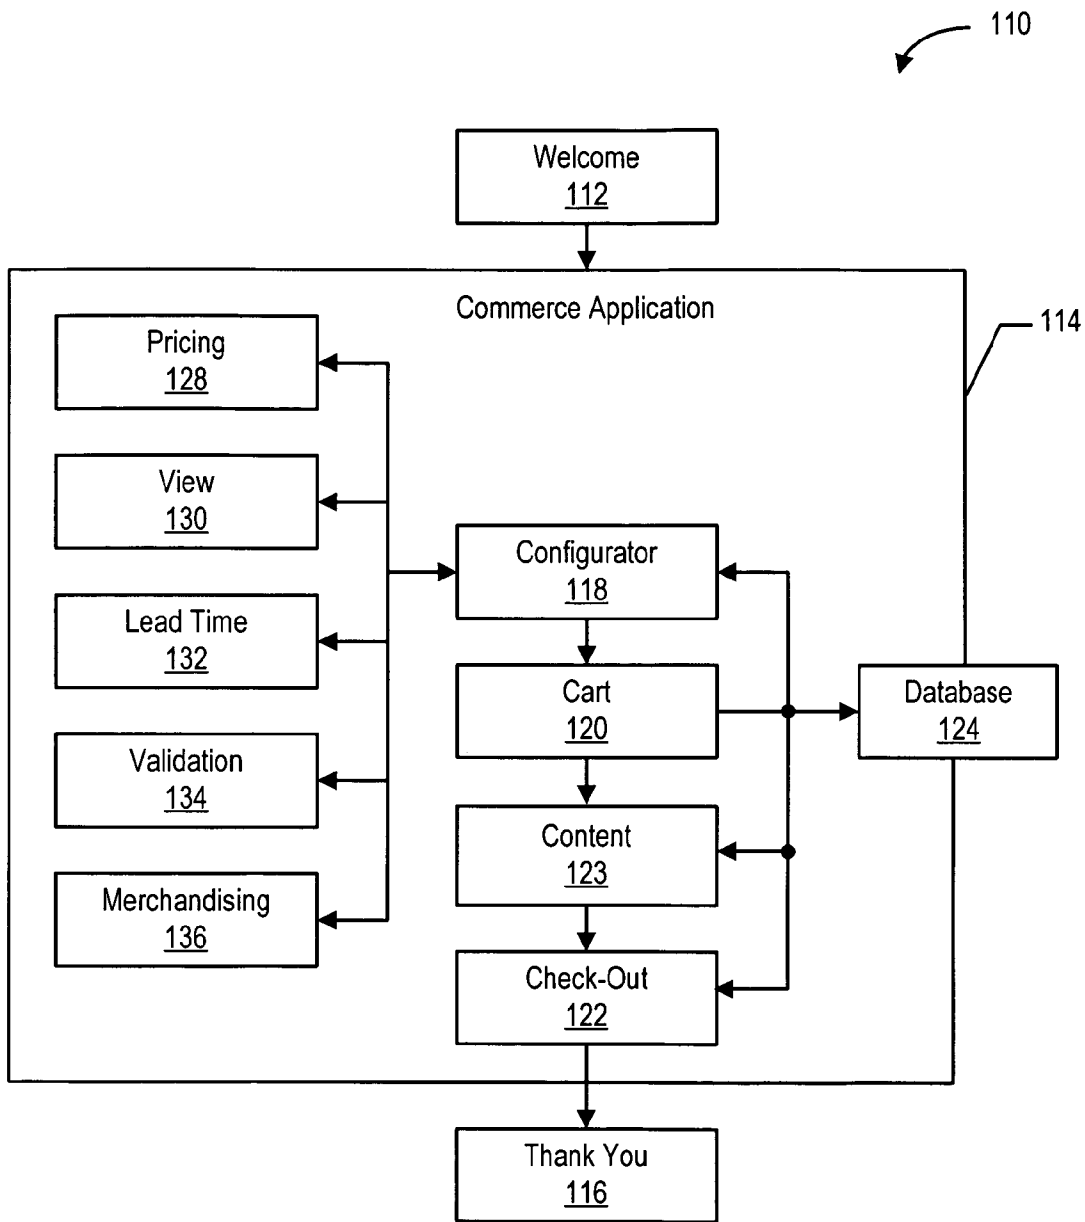 110
Welcome
112
Commerce Application
114
Pricing
128
View
130
Configurator
118
Lead Time
132
Cart
120
Database
124
Validation
134
Content
123
Merchandising
136
Check-Out
122
Thank You
116